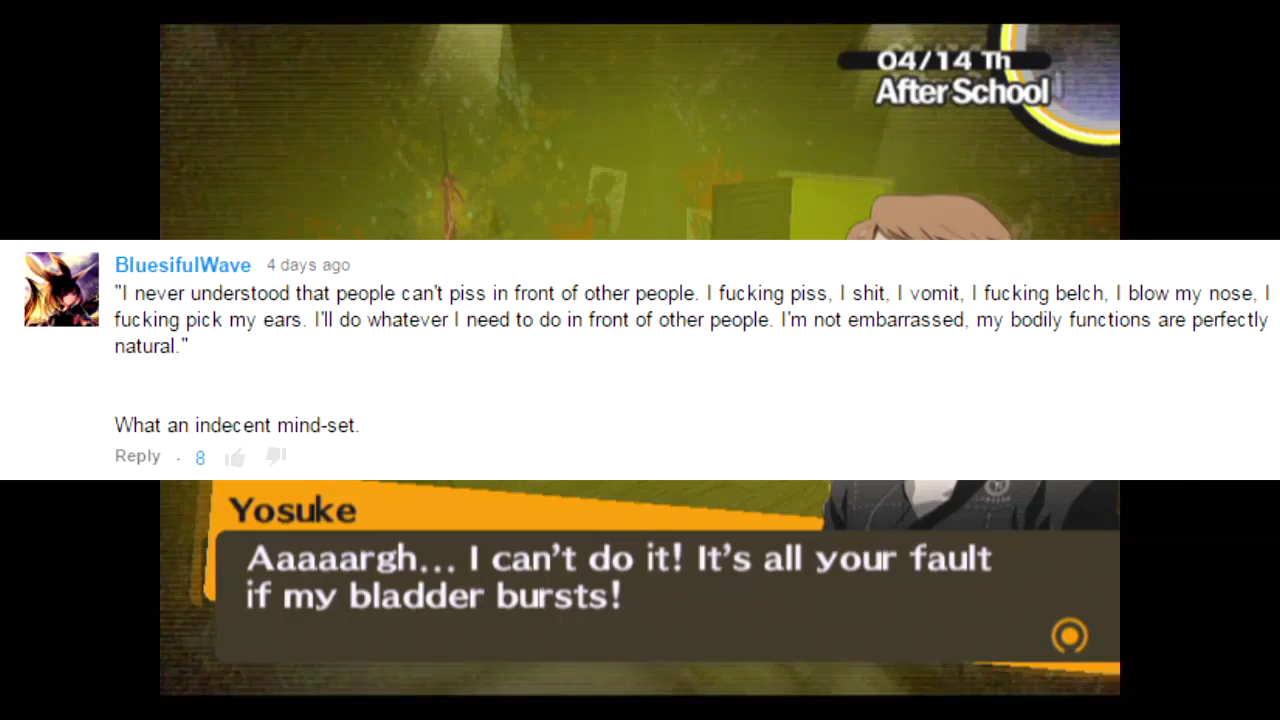 04/14 Th
After School
BluesifulWave 4 days ago
"I never understood that people can't piss in front of other people. I fucking piss, I shit, I vomit, I fucking belch, I blow my nose, I
fucking pick my ears. I'll do whatever I need to do in front of other people. I'm not embarrassed, my bodily functions are perfectly
natural."
What an indecent mind-set.
Reply . 8
Yosuke
Aaaaargh... I can't do it! It's all your fault
if my bladder bursts!